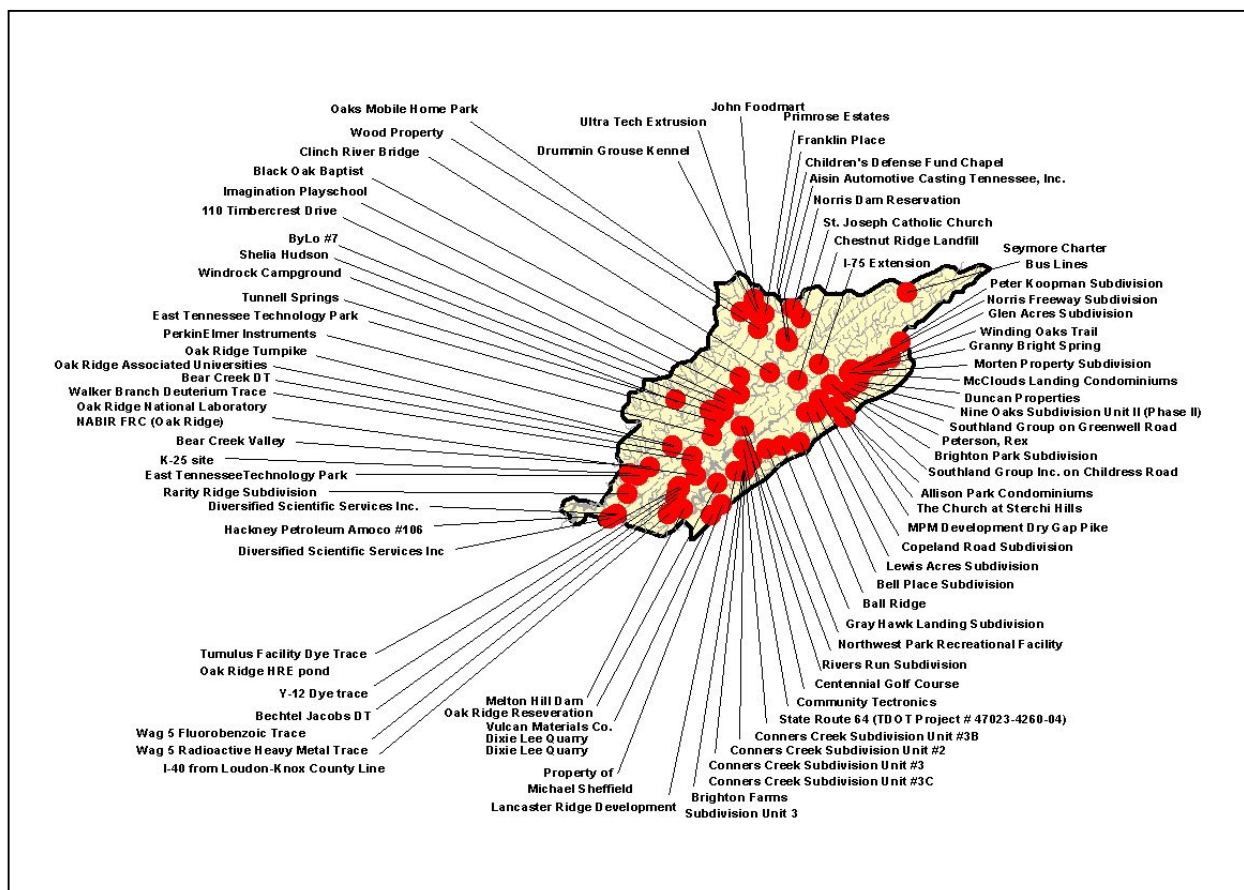 Oaks Mobile Home Park
Wood Property
Clinch River Bridge
Black Oak Baptist
Imagination Playschool
110 Timbercrest Drive
ByLo #7
Shelia Hudson
Windrock Campground
Tunnell Springs
East Tennessee Technology Park
PerkinElmer Instruments
Oak Ridge Turnpike
Oak Ridge Associated Universities
Bear Creek DT
Walker Branch Deuterium Trace
Oak Ridge National Laboratory
NABIR FRC (Oak Ridge)
Bear Creek Valley
K-25 site
East TennesseeTechnology Park
Rarity Ridge Subdivision
Diversified Scientific Services Inc.
Hackney Petroleum Amoco #106
Diversified Scientific Services Inc
Tumulus Facility Dye Trace
Oak Ridge HRE pond
Y-12 Dye trace
Bechtel Jacobs DT
Wag 5 Fluorobenzoic Trace
Wag 5 Radioactive Heavy Metal Trace
I-40 from Loudon-Knox County Line
John Foodmart
Ultra Tech Extrusion
Primrose Estates
Drummin Grouse Kennel
Franklin Place
Children's Defense Fund Chapel
Aisin Automotive Casting Tennessee, Inc.
Norris Dam Reservation
St. Joseph Catholic Church
Chestnut Ridge Landfill
I-75 Extension
Seymore Charter
Bus Lines
Peter Koopman Subdivision
Norris Freeway Subdivision
Glen Acres Subdivision
Winding Oaks Trail
Granny Bright Spring
Morten Property Subdivision
McClouds Landing Condominiums
Duncan Properties
Nine Oaks Subdivision Unit II (Phase II)
Southland Group on Greenwell Road
Peterson, Rex
Brighton Park Subdivision
Southland Group Inc. on Childress Road
Allison Park Condominiums
The Church at Sterchi Hills
MPM Development Dry Gap Pike
Copeland Road Subdivision
Lewis Acres Subdivision
Bell Place Subdivision
Ball Ridge
Gray Hawk Landing Subdivision
Northwest Park Recreational Facility
Rivers Run Subdivision
Centennial Golf Course
Community Tectronics
State Route 64 (TDOT Project # 47023-4260-04)
Conners Creek Subdivision Unit #3B
Conners Creek Subdivision Unit #2
Conners Creek Subdivision Unit #3
Conners Creek Subdivision Unit #3C
Brighton Farms
Subdivision Unit 3
Melton Hill Dam
Oak Ridge Reseveration
Vulcan Materials Co.
Dixie Lee Quarry
Dixie Lee Quarry
Property of
Michael Sheffield
Lancaster Ridge Development